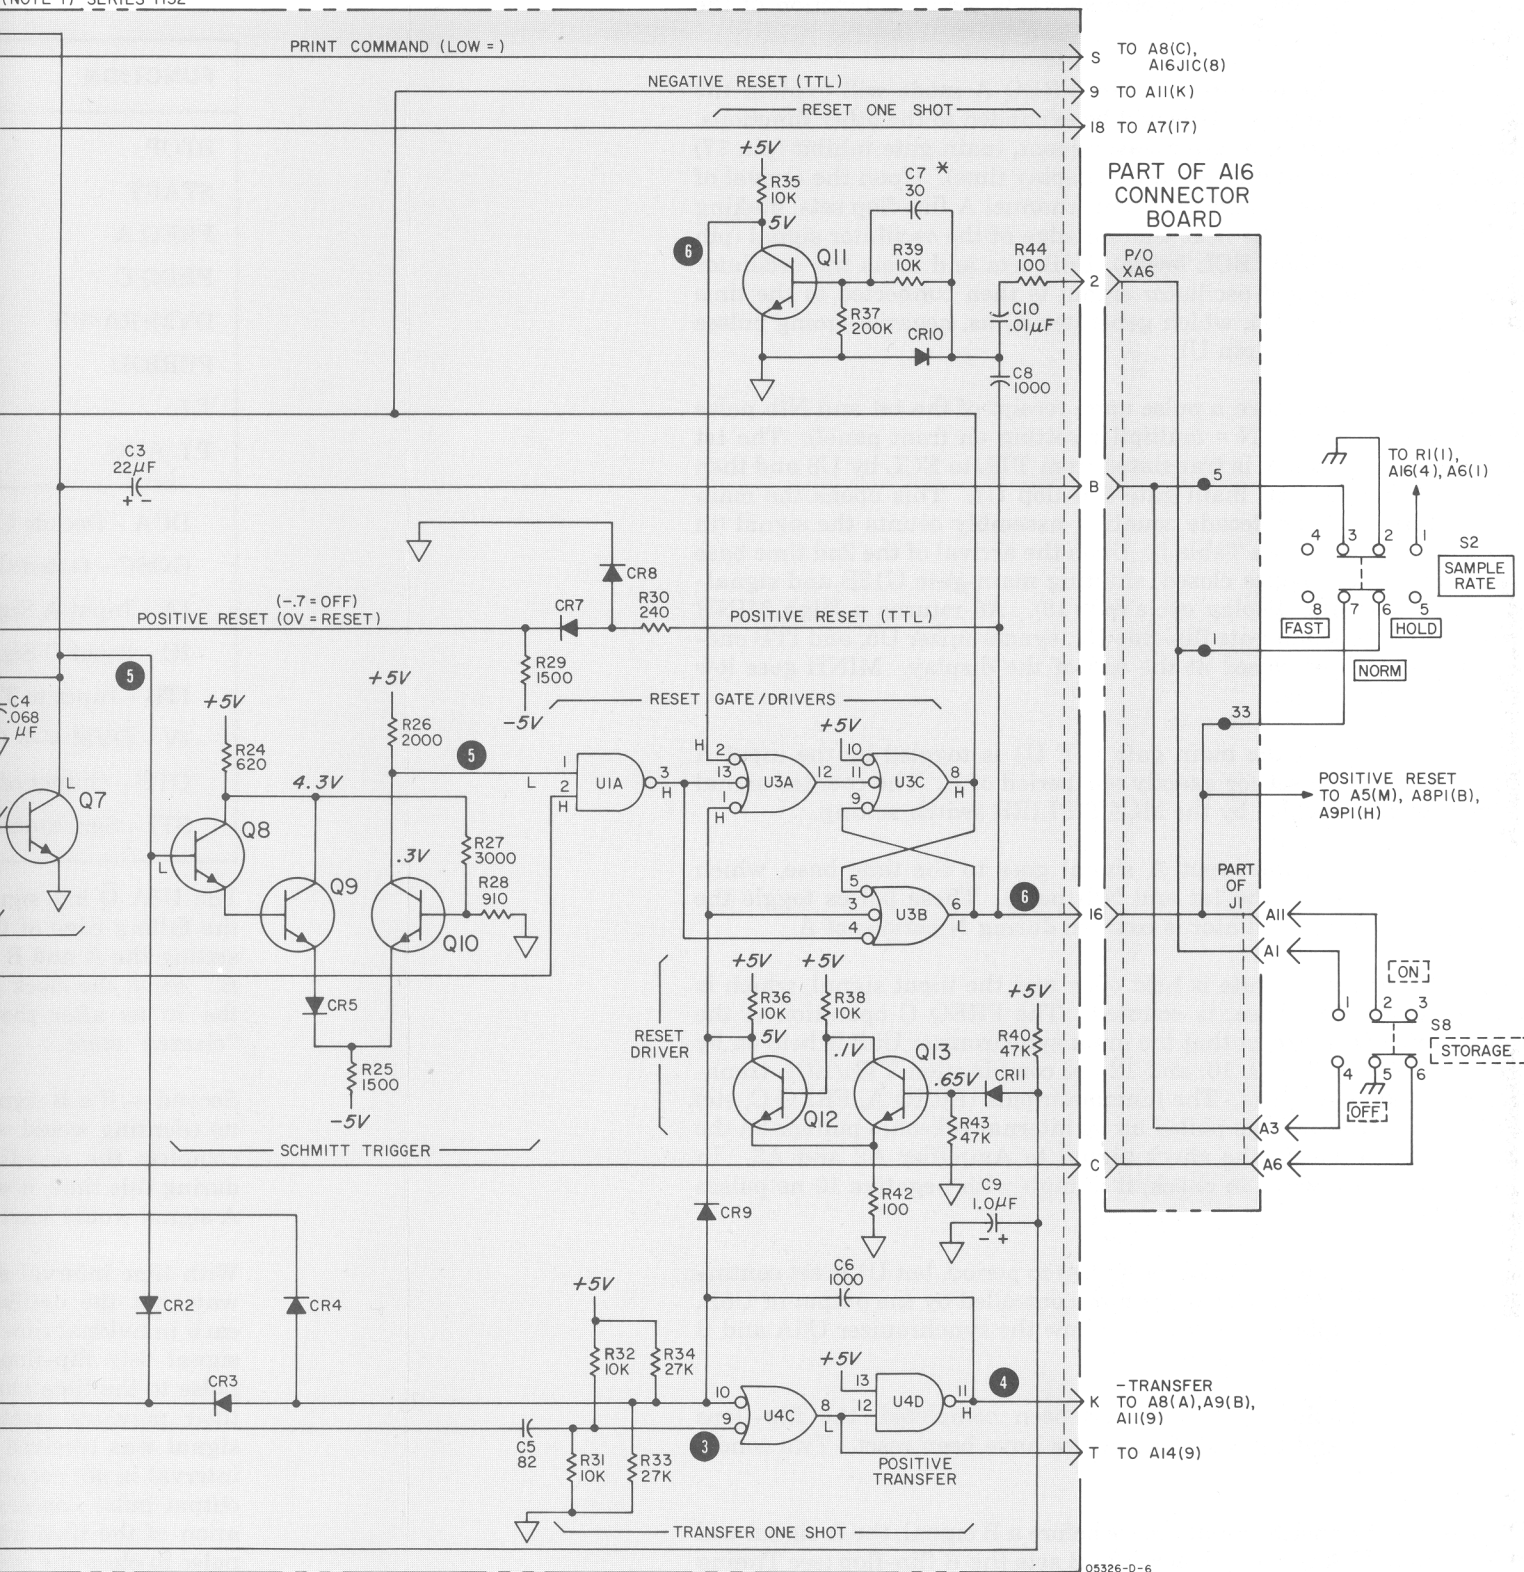 (NOTE 1) SERIES 1132
PRINT COMMAND (LOW = )
S TO A8(C),
A16J1C(8)
NEGATIVE RESET (TTL)
9 TO A11(K)
RESET ONE SHOT
18 TO A7(17)
+5V
R35
10K
5V
C7 *
30
PART OF A16
CONNECTOR
BOARD
6
Q11
R39
10K
R44
100
2
P/O
XA6
R37
200K
C10
.01µF
CR10
C8
1000
C3
22µF
+ -
B
5
TO R1(1),
A16(4), A6(1)
4 3 2 1
S2
SAMPLE
RATE
8 7 6 5
FAST
HOLD
NORM
CR8
CR7
R30
240
(-.7 = OFF)
POSITIVE RESET (0V = RESET)
POSITIVE RESET (TTL)
R29
1500
-5V
1
33
5
C4
.068
µF
+5V
R24
620
+5V
R26
2000
RESET GATE/DRIVERS
+5V
5
L
1
2
H
U1A
3
H
H
2
13
1
H
U3A
12
10
11
9
U3C
8
H
POSITIVE RESET
TO A5(M), A8P1(B),
A9P1(H)
4.3V
L
Q7
Q8
L
Q9
.3V
R27
3000
R28
910
Q10
5
3
4
U3B
6
L
6
16
PART
OF
J1
A11
A1
CR5
R25
1500
-5V
SCHMITT TRIGGER
RESET
DRIVER
+5V
R36
10K
+5V
R38
10K
5V
.1V
Q12
Q13
.65V
+5V
R40
47K
CR11
R43
47K
R42
100
C9
1.0µF
- +
ON
1 2 3
S8
STORAGE
4 5 6
OFF
A3
C
A6
CR9
C6
1000
CR2
CR4
CR3
+5V
R32
10K
R34
27K
+5V
10
9
U4C
8
L
13
12
U4D
11
H
4
K
-TRANSFER
TO A8(A), A9(B),
A11(9)
C5
82
R31
10K
R33
27K
3
POSITIVE
TRANSFER
T TO A14(9)
TRANSFER ONE SHOT
05326-D-6